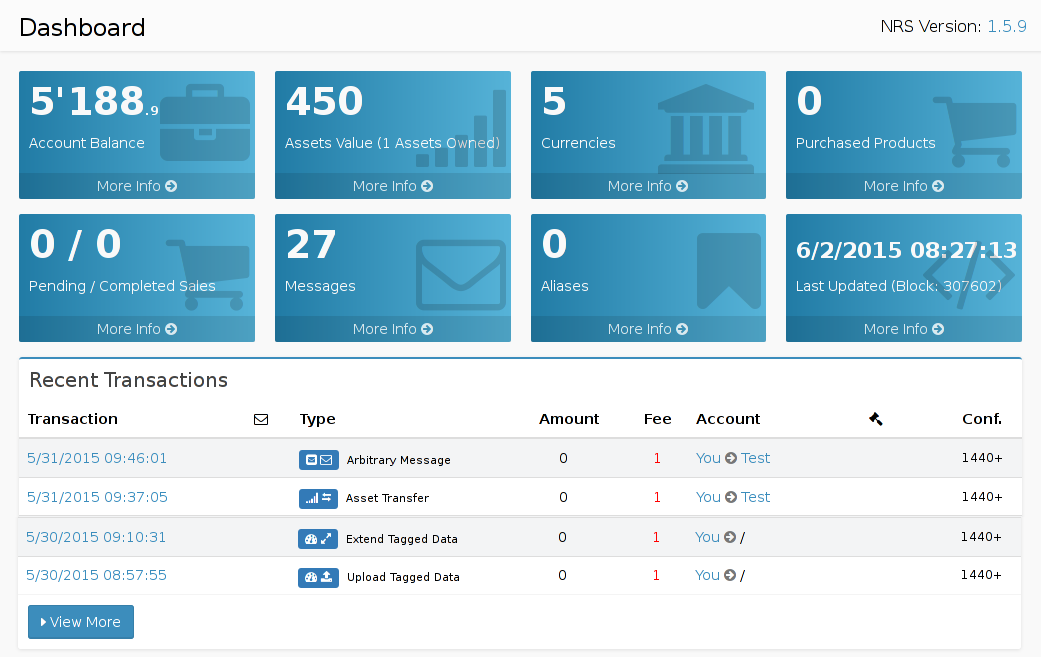 Dashboard
NRS Version: 1.5.9
5'188.9
Account Balance
More Info
450
Assets Value (1 Assets Owned)
More Info
5
Currencies
More Info
0
Purchased Products
More Info
0 / 0
Pending / Completed Sales
More Info
27
Messages
More Info
0
Aliases
More Info
6/2/2015 08:27:13
Last Updated (Block: 307602)
More Info
Recent Transactions
Transaction Type Amount Fee Account Conf.
5/31/2015 09:46:01 Arbitrary Message 0 1 You Test 1440+
5/31/2015 09:37:05 Asset Transfer 0 1 You Test 1440+
5/30/2015 09:10:31 Extend Tagged Data 0 1 You / 1440+
5/30/2015 08:57:55 Upload Tagged Data 0 1 You / 1440+
View More